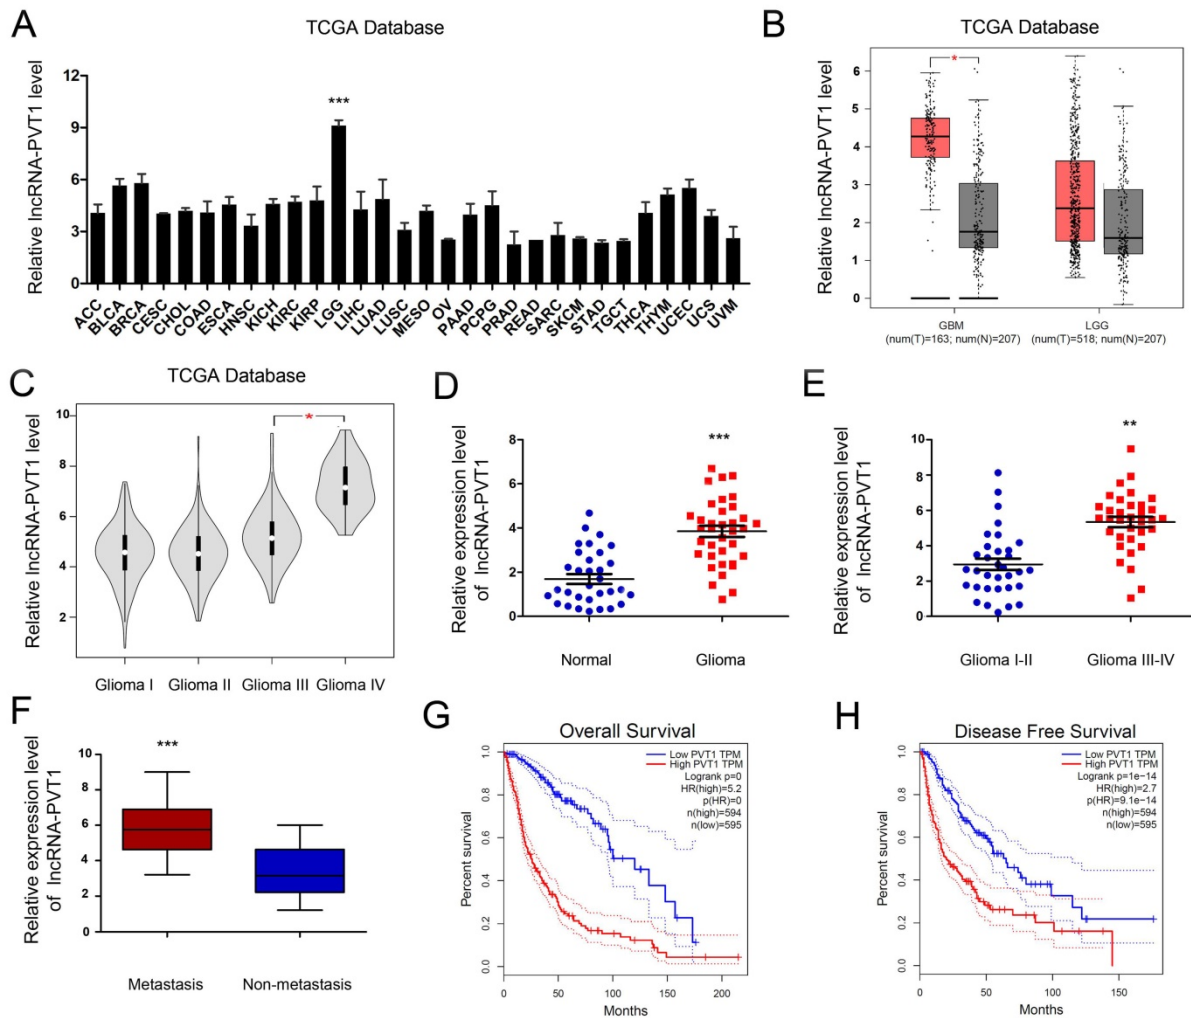 A
TCGA Database
Relative lncRNA-PVT1 level
12
9
6
3
0
***
ACC
BLCA
BRCA
CESC
CHOL
COAD
ESCA
HNSC
KICH
KIRC
KIRP
LGG
LIHC
LUAD
LUSC
MESO
OV
PAAD
PCPG
PRAD
READ
SARC
SKCM
STAD
TGCT
THCA
THYM
UCEC
UCS
UVM
B
TCGA Database
Relative lncRNA-PVT1 level
6
5
4
3
2
1
0
*
GBM
(num(T)=163; num(N)=207)
LGG
(num(T)=518; num(N)=207)
C
TCGA Database
Relative lncRNA-PVT1 level
10
8
6
4
2
*
Glioma I
Glioma II
Glioma III
Glioma IV
D
Relative expression level
of lncRNA-PVT1
8
6
4
2
0
***
Normal
Glioma
E
Relative expression level
of lncRNA-PVT1
10
8
6
4
2
0
**
Glioma I-II
Glioma III-IV
F
Relative expression level
of lncRNA-PVT1
10
8
6
4
2
0
***
Metastasis
Non-metastasis
G
Overall Survival
Low PVT1 TPM
High PVT1 TPM
Logrank p=0
HR(high)=5.2
p(HR)=0
n(high)=594
n(low)=595
Percent survival
1.0
0.8
0.6
0.4
0.2
0.0
0
50
100
150
200
Months
H
Disease Free Survival
Low PVT1 TPM
High PVT1 TPM
Logrank p=1e−14
HR(high)=2.7
p(HR)=9.1e−14
n(high)=594
n(low)=595
Percent survival
1.0
0.8
0.6
0.4
0.2
0.0
0
50
100
150
Months